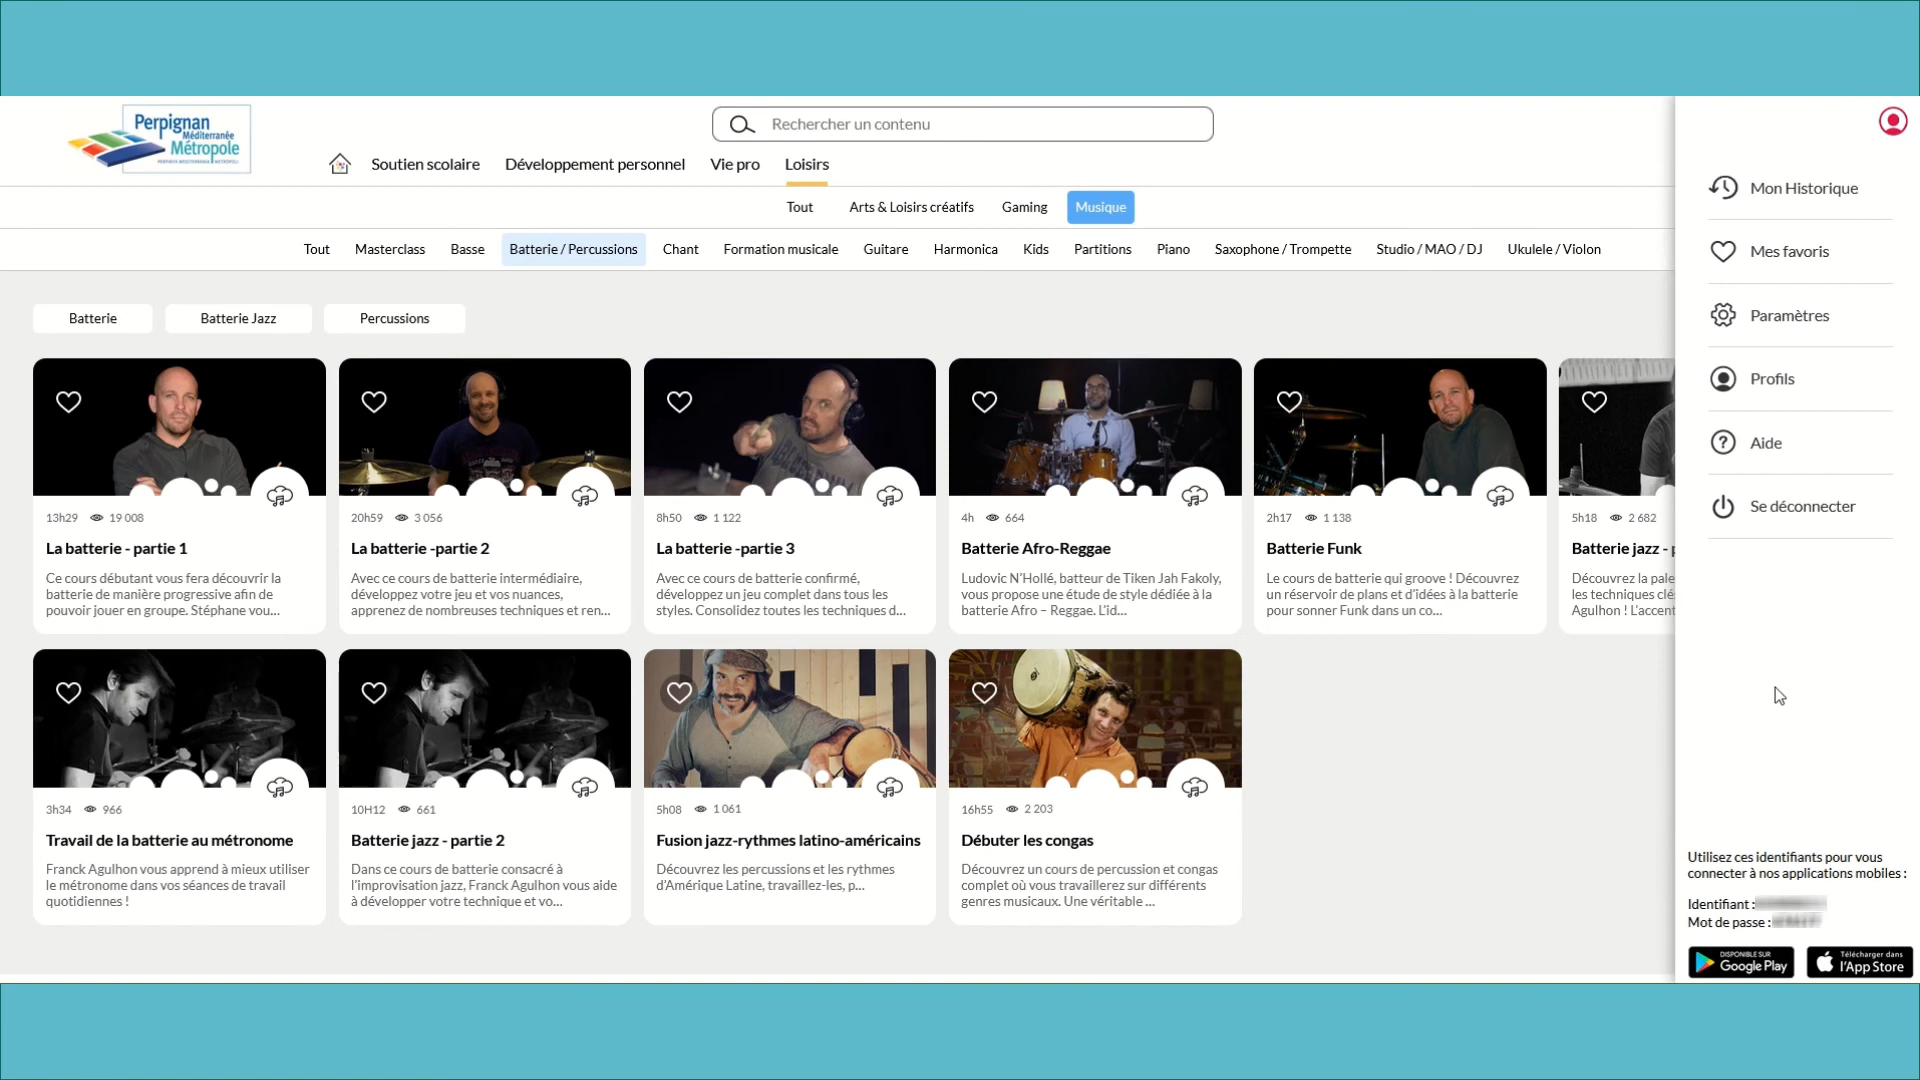 Perpignan
Méditerranée
Métropole
PERPINYÀ MEDITERRÀNIA METRÒPOLI
Rechercher un contenu
Soutien scolaire
Développement personnel
Vie pro
Loisirs
Tout
Arts & Loisirs créatifs
Gaming
Musique
Tout
Masterclass
Basse
Batterie / Percussions
Chant
Formation musicale
Guitare
Harmonica
Kids
Partitions
Piano
Saxophone / Trompette
Studio / MAO / DJ
Ukulele / Violon
Batterie
Batterie Jazz
Percussions
13h29 19 008
La batterie - partie 1
Ce cours débutant vous fera découvrir la
batterie de manière progressive afin de
pouvoir jouer en groupe. Stéphane vou...
20h59 3 056
La batterie -partie 2
Avec ce cours de batterie intermédiaire,
développez votre jeu et vos nuances,
apprenez de nombreuses techniques et ren...
8h50 1 122
La batterie -partie 3
Avec ce cours de batterie confirmé,
développez un jeu complet dans tous les
styles. Consolidez toutes les techniques d...
4h 664
Batterie Afro-Reggae
Ludovic N'Hollé, batteur de Tiken Jah Fakoly,
vous propose une étude de style dédiée à la
batterie Afro – Reggae. L'id...
2h17 1 138
Batterie Funk
Le cours de batterie qui groove ! Découvrez
un réservoir de plans et d'idées à la batterie
pour sonner Funk dans un co...
5h18 2 682
Batterie jazz - p
Découvrez la pale
les techniques clé
Agulhon ! L'accent
3h34 966
Travail de la batterie au métronome
Franck Agulhon vous apprend à mieux utiliser
le métronome dans vos séances de travail
quotidiennes !
10H12 661
Batterie jazz - partie 2
Dans ce cours de batterie consacré à
l'improvisation jazz, Franck Agulhon vous aide
à développer votre technique et vo...
5h08 1 061
Fusion jazz-rythmes latino-américains
Découvrez les percussions et les rythmes
d'Amérique Latine, travaillez-les, p...
16h55 2 203
Débuter les congas
Découvrez un cours de percussion et congas
complet où vous travaillerez sur différents
genres musicaux. Une véritable ...
Mon Historique
Mes favoris
Paramètres
Profils
Aide
Se déconnecter
Utilisez ces identifiants pour vous
connecter à nos applications mobiles :
Identifiant :
Mot de passe :
DISPONIBLE SUR
Google Play
Télécharger dans
l'App Store